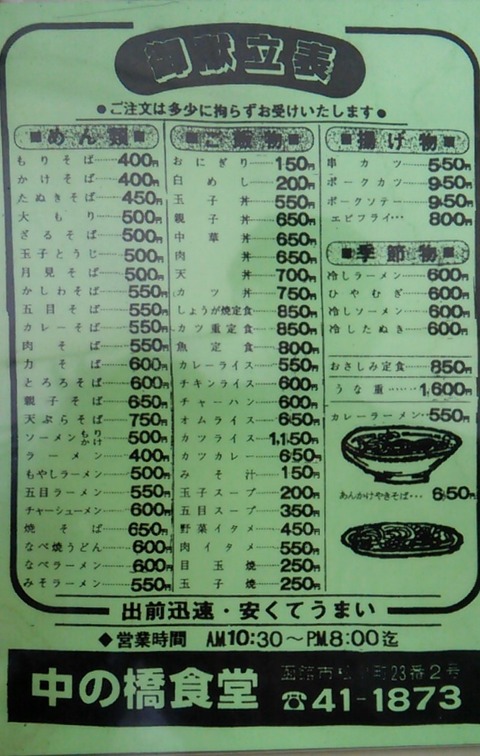 御献立表
●ご注文は多少に拘らずお受けいたします●
■めん類■
もりそば……400円
かけそば……400円
たぬきそば……450円
大もり……500円
ざるそば……500円
玉子とうじ……500円
月見そば……500円
かしわそば……550円
五目そば……550円
カレーそば……550円
肉そば……550円
力そば……600円
とろろそば……600円
親子そば……650円
天ぷらそば……750円
ソーメンもりかけ……500円
ラーメン……400円
もやしラーメン……500円
五目ラーメン……550円
チャーシューメン……600円
焼そば……650円
なべ焼うどん……600円
なべラーメン……600円
みそラーメン……550円
■ご飯物■
おにぎり……150円
白めし……200円
玉子丼……550円
親子丼……650円
中華丼……650円
肉丼……650円
天丼……700円
カツ丼……750円
しょうが焼定食……850円
カツ重定食……850円
魚定食……800円
カレーライス……550円
チキンライス……600円
チャーハン……600円
オムライス……650円
カツライス……1,150円
カツカレー……650円
みそ汁……150円
玉子スープ……200円
五目スープ……350円
野菜イタメ……450円
肉イタメ……550円
目玉焼……250円
玉子焼……250円
■揚げ物■
串カツ……550円
ポークカツ……950円
ポークソテー……950円
エビフライ……800円
■季節物■
冷しラーメン……600円
ひやむぎ……600円
冷しソーメン……600円
冷したぬき……600円
おさしみ定食……850円
うな重……1,600円
カレーラーメン……550円
あんかけやきそば…650円
出前迅速・安くてうまい
◆営業時間 AM.10:30〜PM.8:00迄
中の橋食堂
函館市 町23番2号
☎41-1873